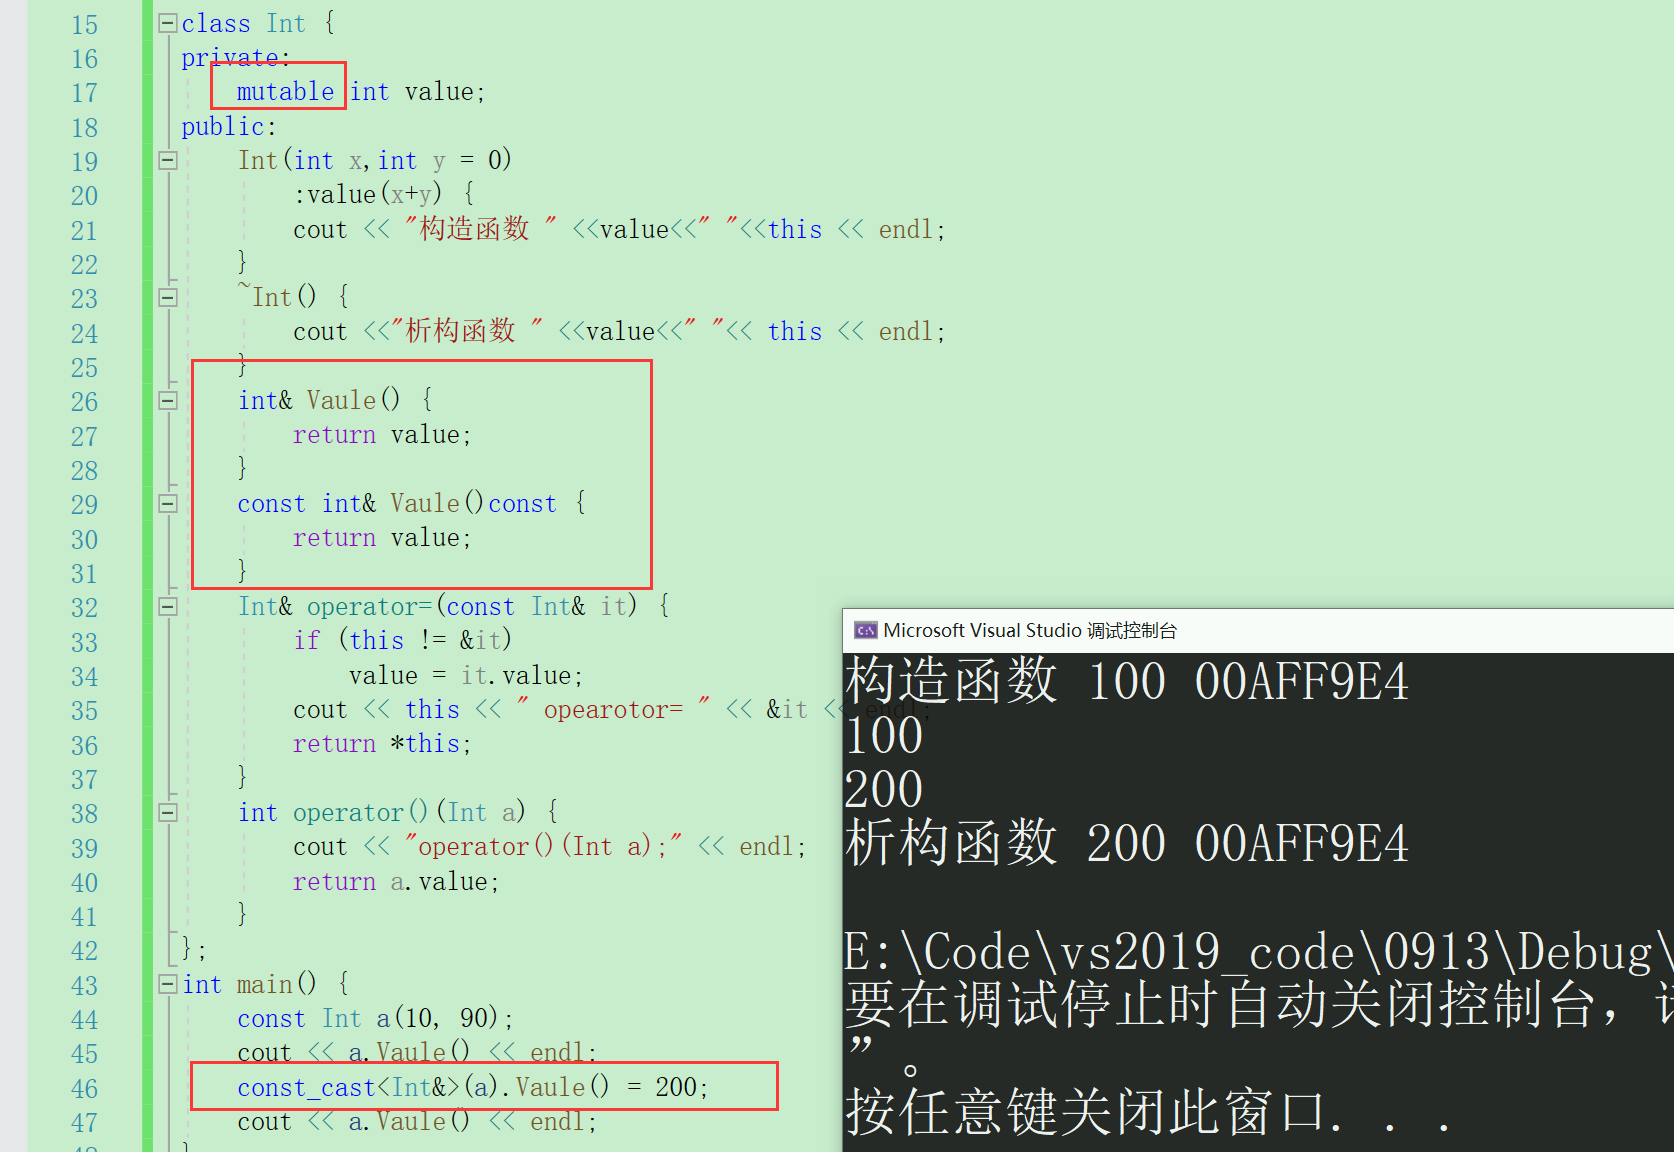 15 class Int {
16 private:
17 mutable int value;
18 public:
19 Int(int x,int y = 0)
20 :value(x+y) {
21 cout << "构造函数 " <<value<<" "<<this << endl;
22 }
23 ~Int() {
24 cout <<"析构函数 " <<value<<" "<< this << endl;
25 }
26 int& Vaule() {
27 return value;
28 }
29 const int& Vaule()const {
30 return value;
31 }
32 Int& operator=(const Int& it) {
33 if (this != &it)
34 value = it.value;
35 cout << this << " opearotor= " << &it << endl;
36 return *this;
37 }
38 int operator()(Int a) {
39 cout << "operator()(Int a);" << endl;
40 return a.value;
41 }
42 };
43 int main() {
44 const Int a(10, 90);
45 cout << a.Vaule() << endl;
46 const_cast<Int&>(a).Vaule() = 200;
47 cout << a.Vaule() << endl;
Microsoft Visual Studio 调试控制台
构造函数 100 00AFF9E4
100
200
析构函数 200 00AFF9E4
E:\Code\vs2019_code\0913\Debug\
要在调试停止时自动关闭控制台，
”。
按任意键关闭此窗口. . .